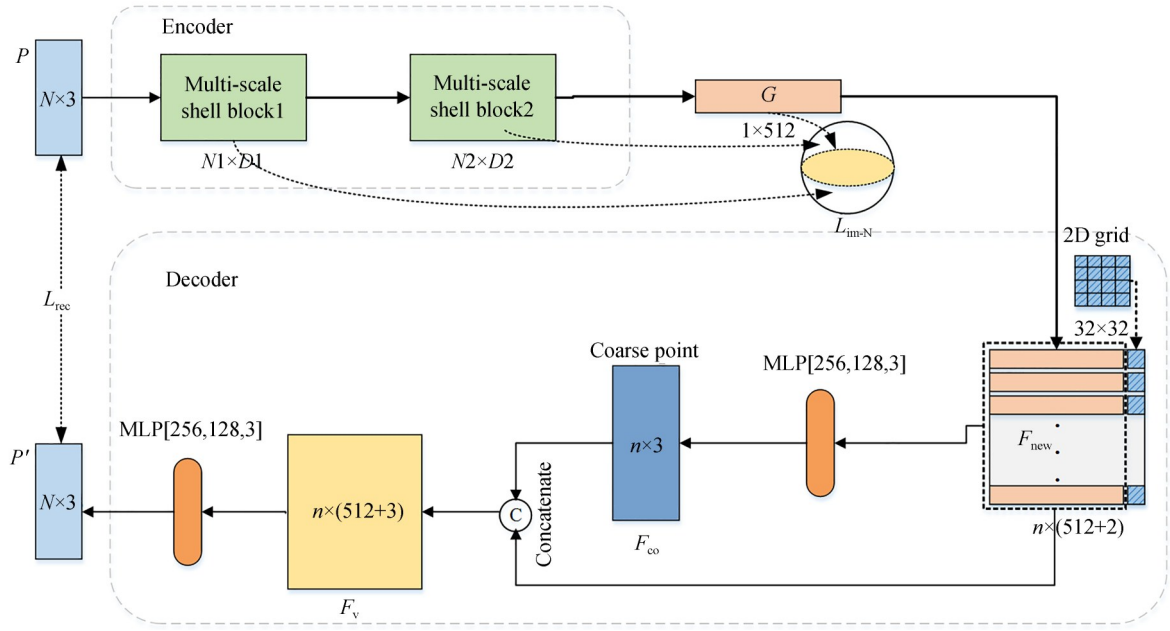 Encoder
P
N×3
Multi-scale
shell block1
N1×D1
Multi-scale
shell block2
N2×D2
G
1×512
L_im-N
Decoder
2D grid
32×32
L_rec
Coarse point
MLP[256,128,3]
F_new
n×3
MLP[256,128,3]
P′
N×3
n×(512+3)
C
Concatenate
n×(512+2)
F_co
F_v